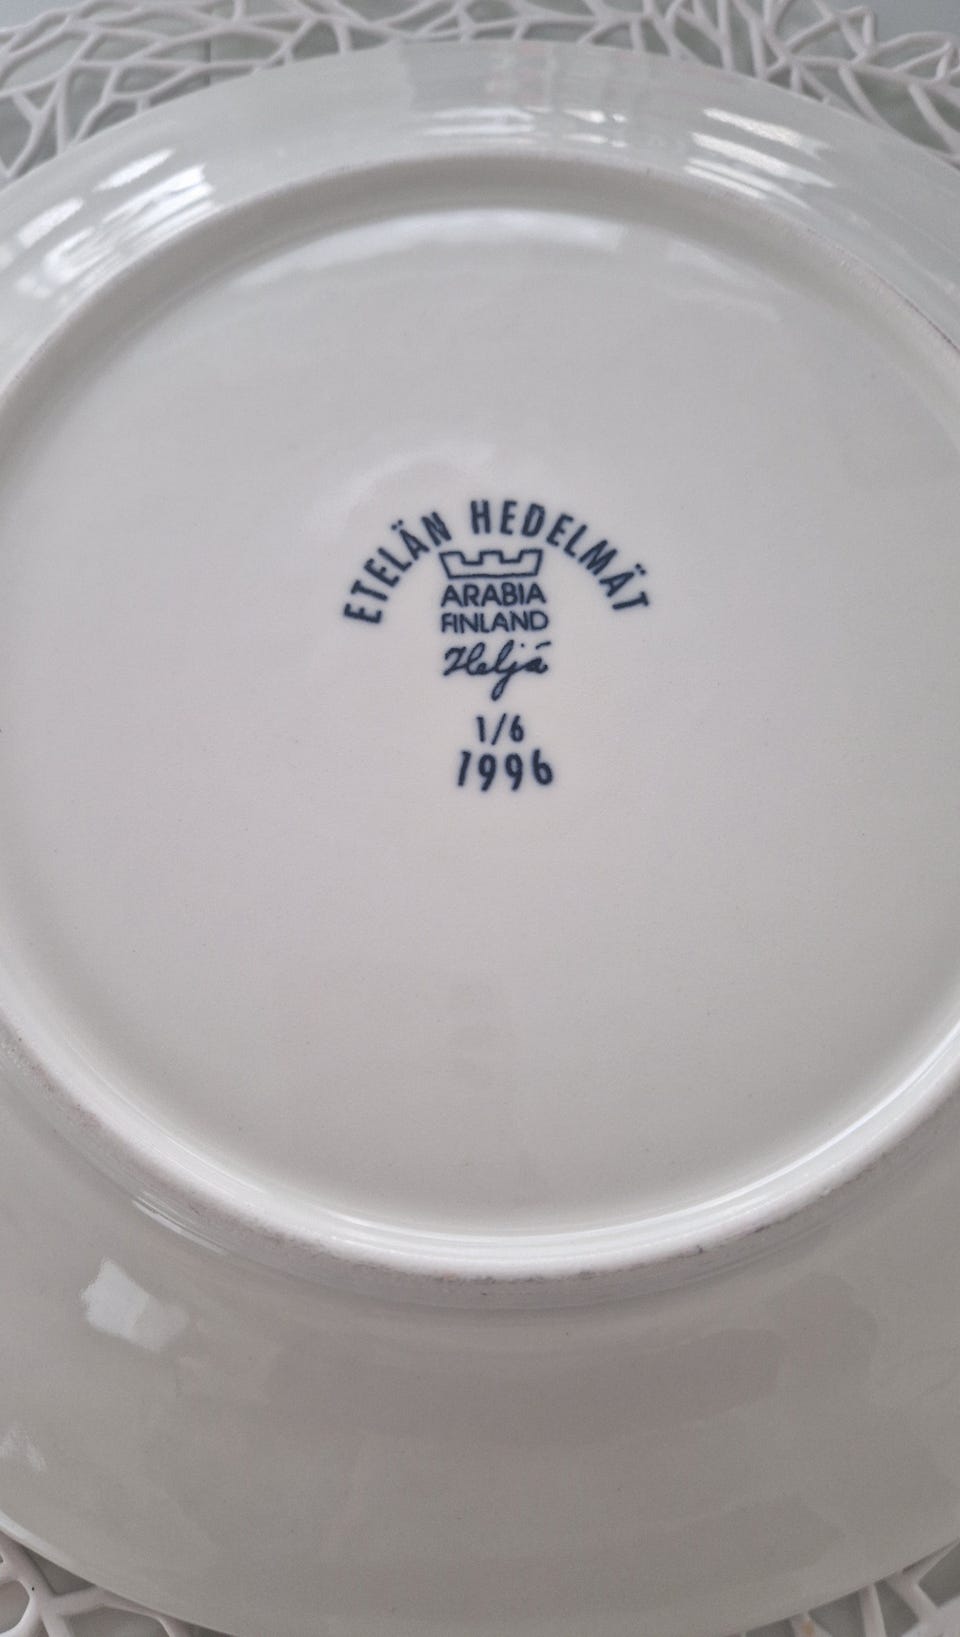 ETELÄN HEDELMÄT
ARABIA
FINLAND
Heljä
1/6
1996